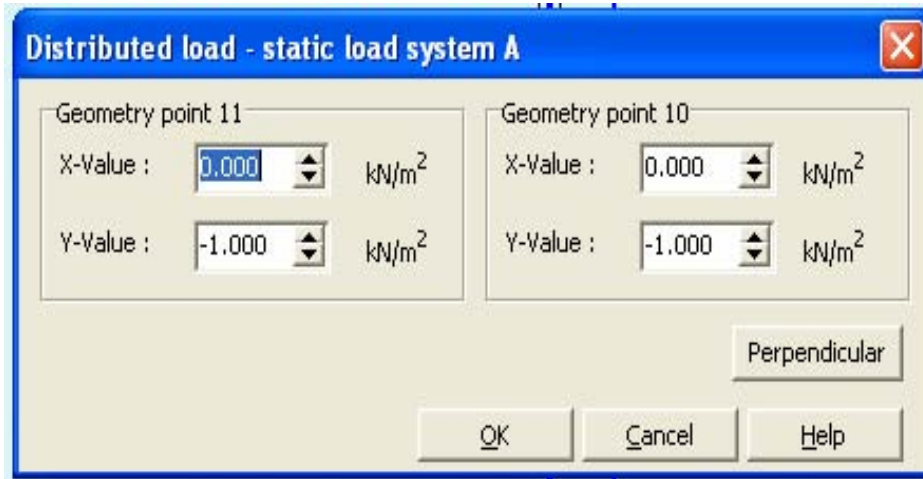 Distributed load - static load system A
Geometry point 11
X-Value : 0.000 kN/m²
Y-Value : -1.000 kN/m²
Geometry point 10
X-Value : 0.000 kN/m²
Y-Value : -1.000 kN/m²
Perpendicular
OK Cancel Help